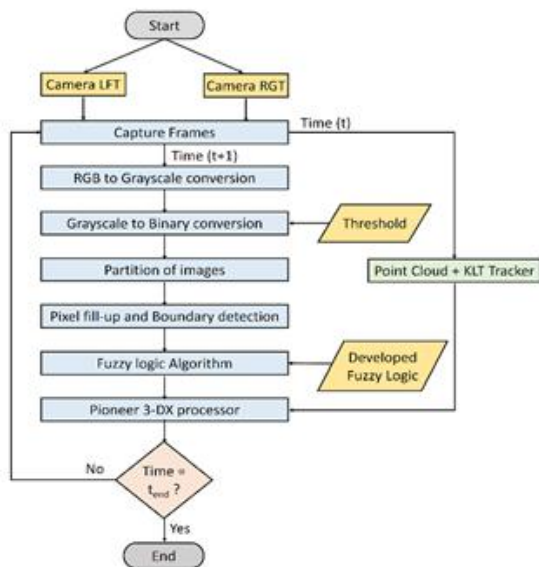 Start
Camera LFT
Camera RGT
Capture Frames
Time (t)
Time (t+1)
RGB to Grayscale conversion
Grayscale to Binary conversion
Threshold
Partition of images
Point Cloud + KLT Tracker
Pixel fill-up and Boundary detection
Fuzzy logic Algorithm
Developed
Fuzzy Logic
Pioneer 3-DX processor
No
Time =
t_end ?
Yes
End